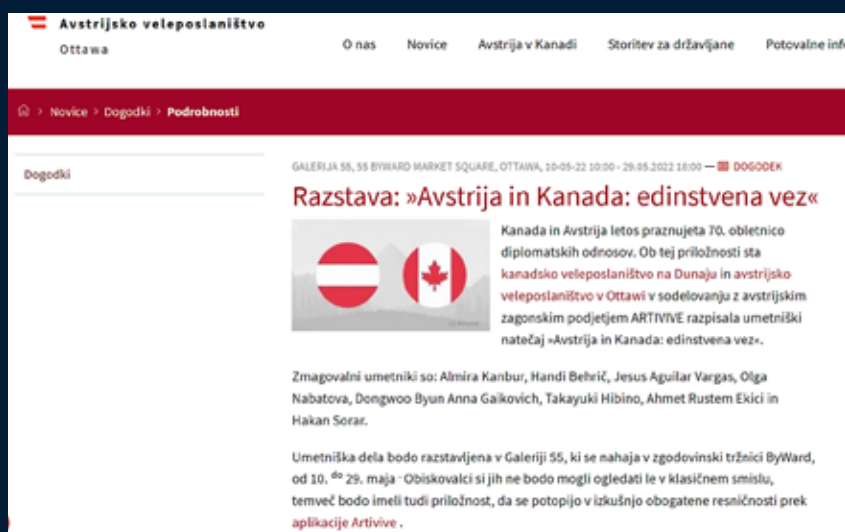 Avstrijsko veleposlaništvo
Ottawa
O nas Novice Avstrija v Kanadi Storitev za državljane Potovalne info
> Novice > Dogodki > Podrobnosti
Dogodki
GALERIJA 55, 55 BYWARD MARKET SQUARE, OTTAWA, 10-05-22 10:00 - 29.05.2022 18:00 — DOGODEK
Razstava: »Avstrija in Kanada: edinstvena vez«
Kanada in Avstrija letos praznujeta 70. obletnico
diplomatskih odnosov. Ob tej priložnosti sta
kanadsko veleposlaništvo na Dunaju in avstrijsko
veleposlaništvo v Ottawi v sodelovanju z avstrijskim
zagonskim podjetjem ARTIVIVE razpisala umetniški
natečaj »Avstrija in Kanada: edinstvena vez«.
Zmagovalni umetniki so: Almira Kanbur, Handi Behrič, Jesus Aguilar Vargas, Olga
Nabatova, Dongwoo Byun Anna Gaikovich, Takayuki Hibino, Ahmet Rustem Ekici in
Hakan Sorar.
Umetniška dela bodo razstavljena v Galeriji 55, ki se nahaja v zgodovinski tržnici ByWard,
od 10. do 29. maja · Obiskovalci si jih ne bodo mogli ogledati le v klasičnem smislu,
temveč bodo imeli tudi priložnost, da se potopijo v izkušnjo obogatene resničnosti prek
aplikacije Artivive .